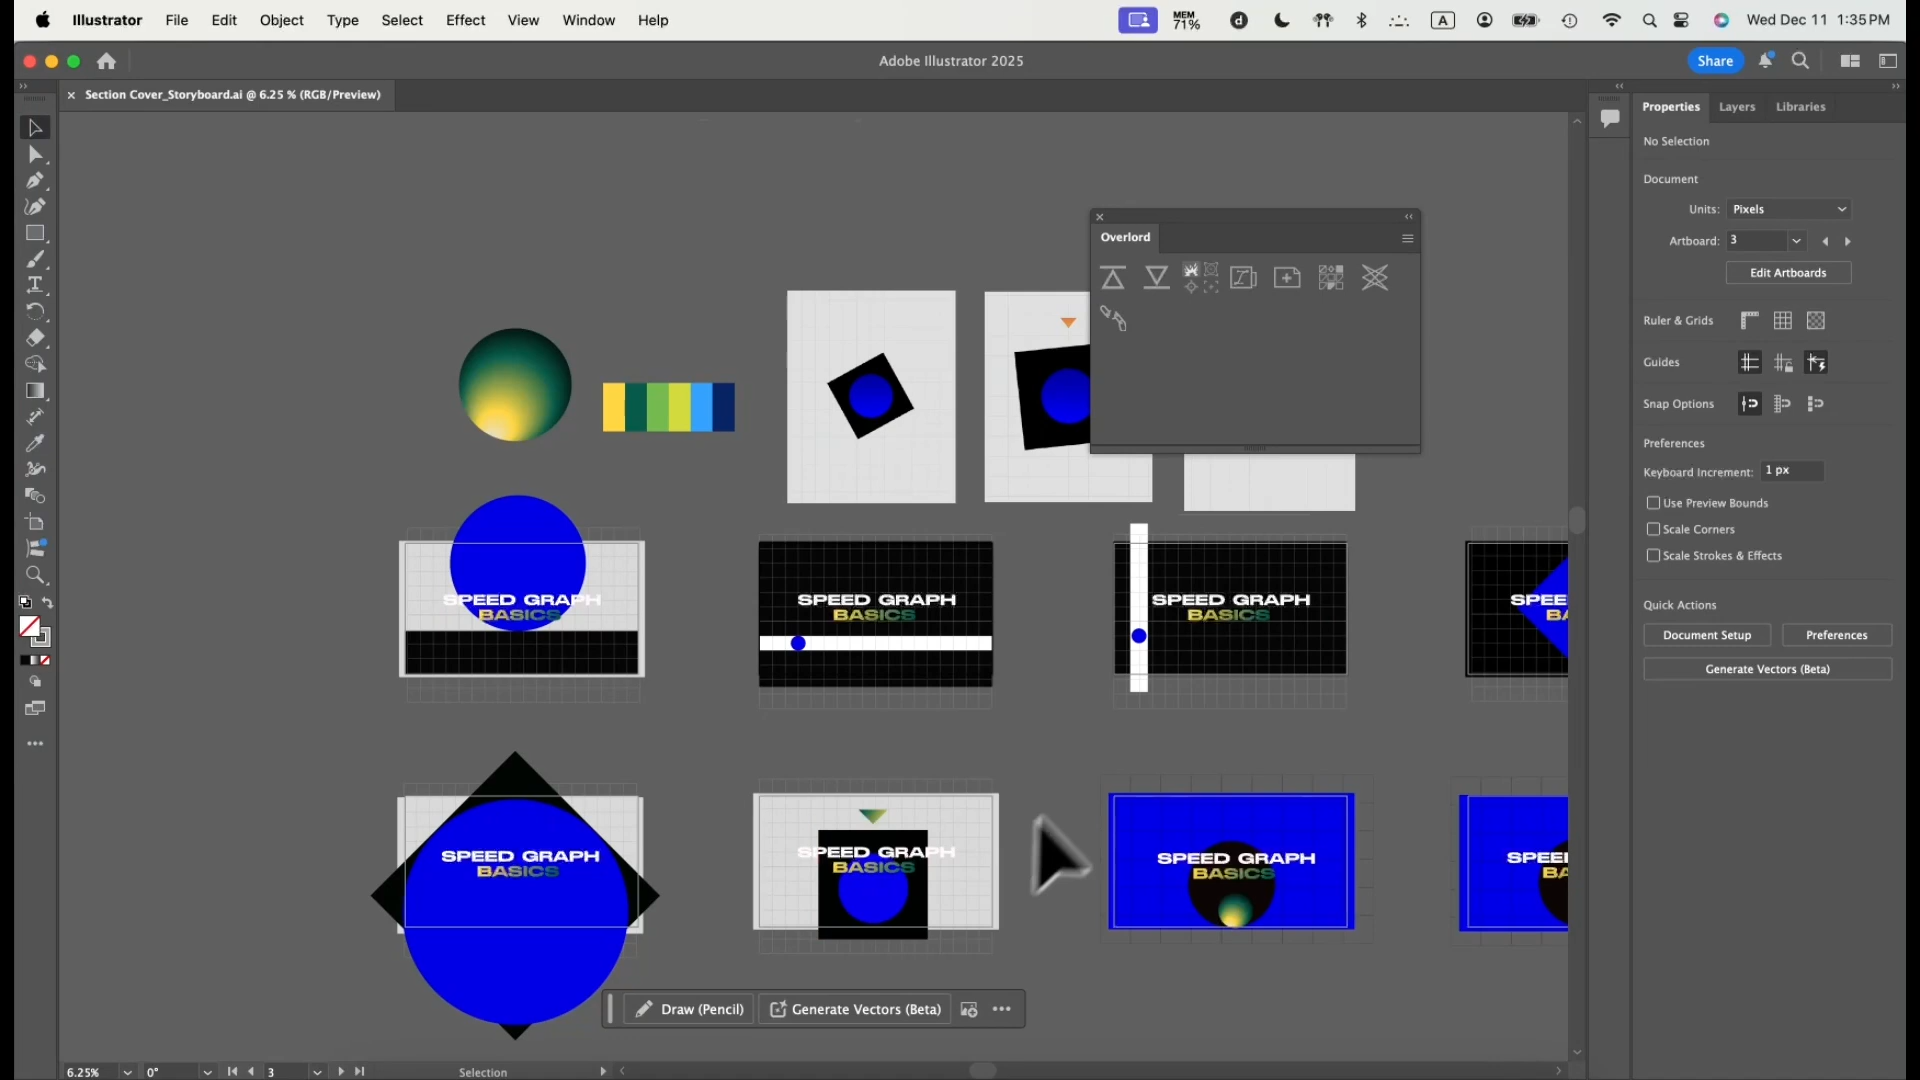 Illustrator File Edit Object Type Select Effect View Window Help
MEM
71%
A
Wed Dec 11 1:35 PM
Adobe Illustrator 2025
Share
Section Cover_Storyboard.ai @ 6.25 % (RGB/Preview)
Properties Layers Libraries
No Selection
Document
Units: Pixels
Artboard: 3
Edit Artboards
Ruler & Grids
Guides
Snap Options
Preferences
Keyboard Increment: 1 px
Use Preview Bounds
Scale Corners
Scale Strokes & Effects
Quick Actions
Document Setup Preferences
Generate Vectors (Beta)
Overlord
SPEED GRAPH
BASICS
SPEED GRAPH
BASICS
SPEED GRAPH
BASICS
SPEE
BA
SPEED GRAPH
BASICS
SPEED GRAPH
BASICS
SPEED GRAPH
BASICS
SPEE
BA
Draw (Pencil) Generate Vectors (Beta)
6.25% 0° 3 Selection